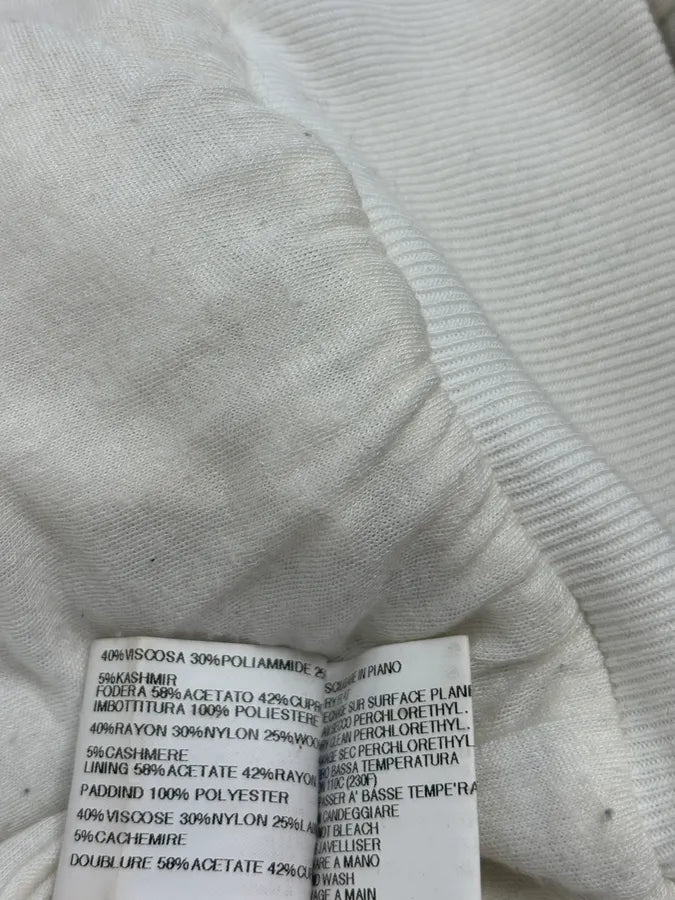 40%VISCOSA 30%POLIAMMIDE 25
5%KASHMIR
FODERA 58%ACETATO 42%CUPR
IMBOTTITURA 100% POLIESTERE
40%RAYON 30%NYLON 25%WOO
5%CASHMERE
LINING 58%ACETATE 42%RAYON
PADDIND 100% POLYESTER
40%VISCOSE 30%NYLON 25%LA
5%CACHEMIRE
DOUBLURE 58%ACETATE 42%CU
IN PIANO
SUR SURFACE PLANE
SECCO PERCHLORETHYL.
CLEAN PERCHLORETHYL.
SEC PERCHLORETHYL
BASSA TEMPERATURA
110C (230F)
A' BASSE TEMPE'RA
CANDEGGIARE
NOT BLEACH
JAVELLISER
A MANO
WASH
A MAIN